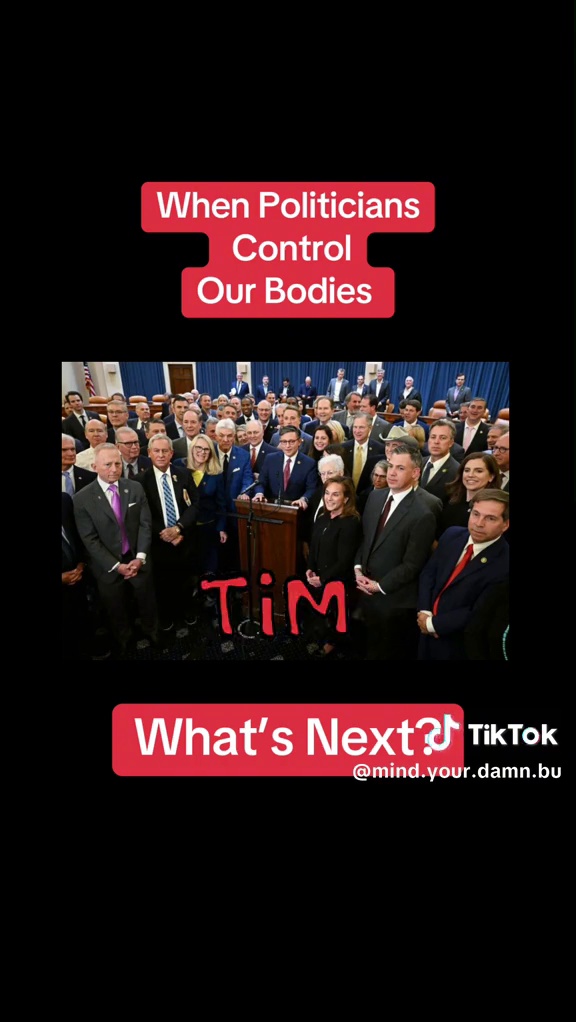 When Politicians
Control
Our Bodies
TiM
What's Next?
TikTok
@mind.your.damn.bu